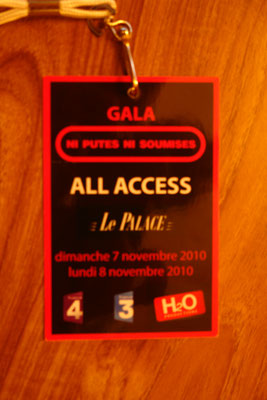 GALA
NI PUTES NI SOUMISES
ALL ACCESS
Le PALACE
dimanche 7 novembre 2010
lundi 8 novembre 2010
4 3 H2O